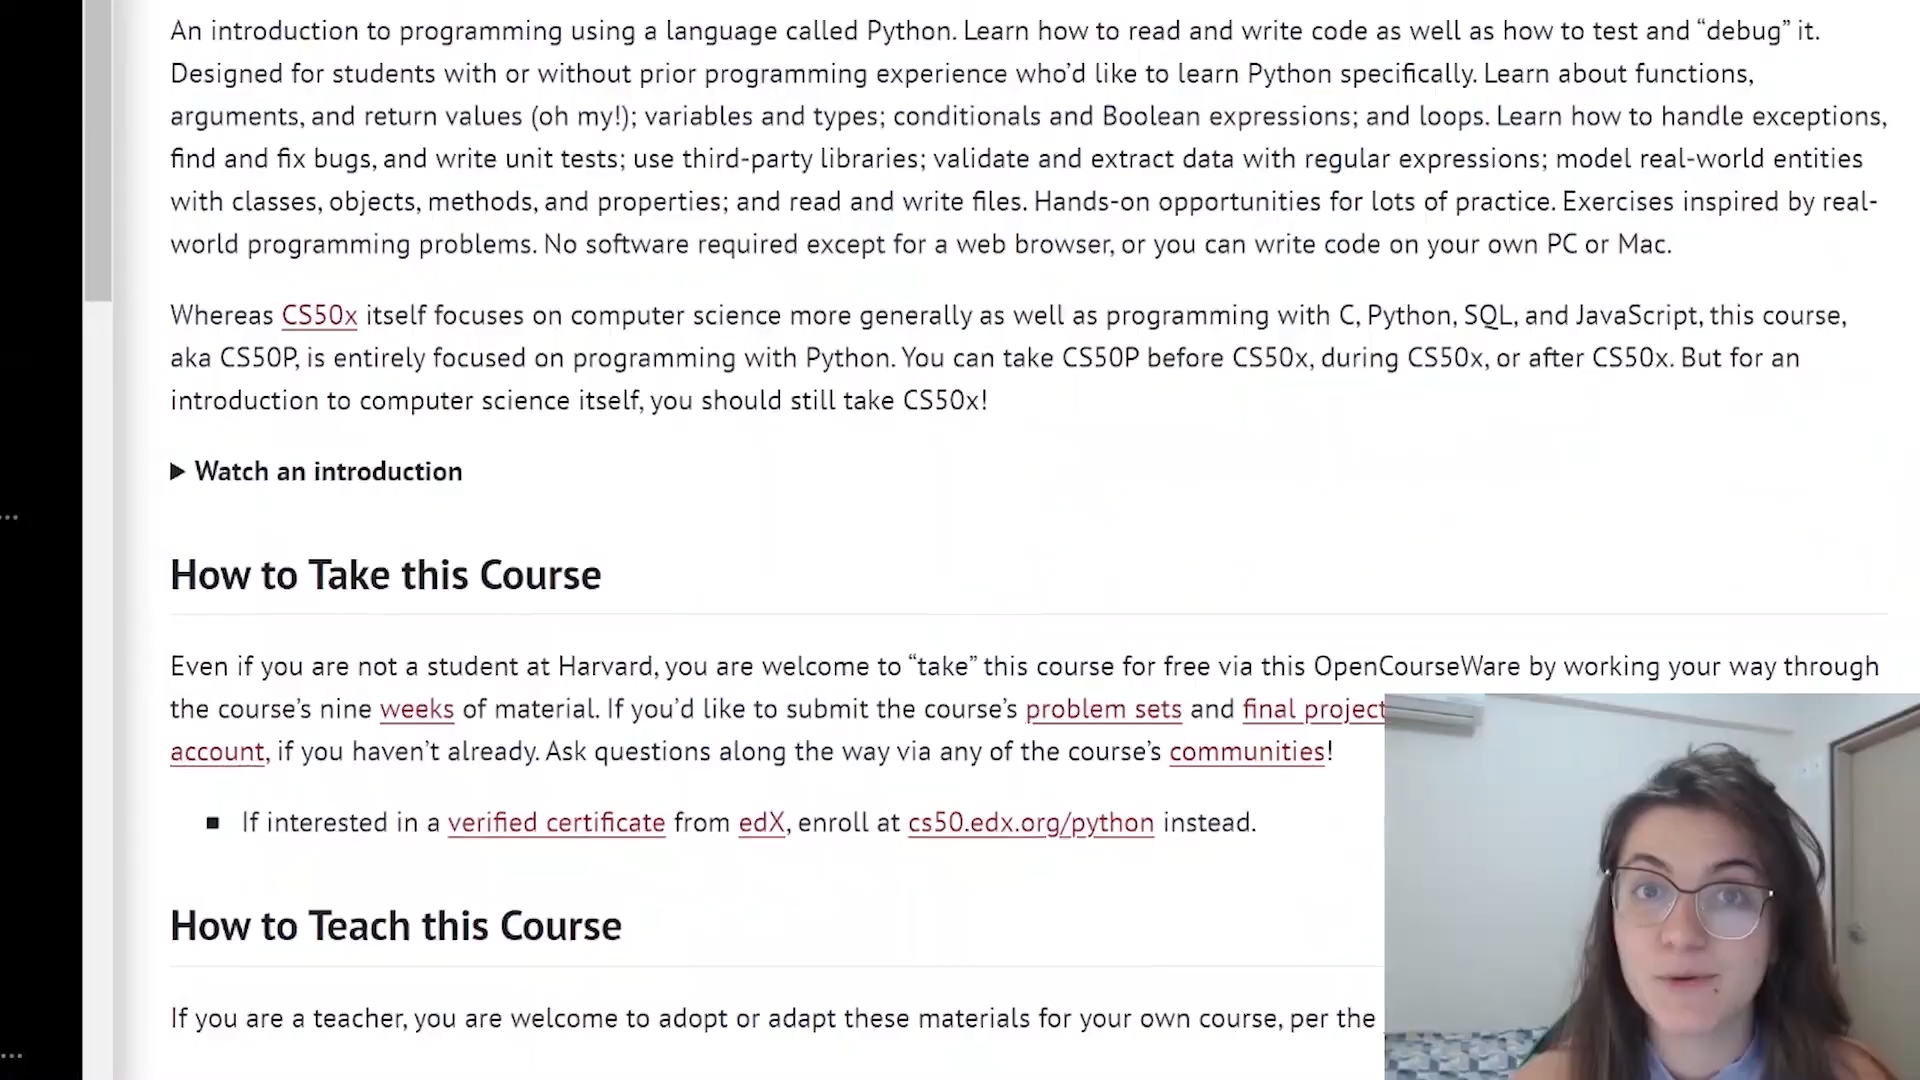 An introduction to programming using a language called Python. Learn how to read and write code as well as how to test and “debug” it.
Designed for students with or without prior programming experience who’d like to learn Python specifically. Learn about functions,
arguments, and return values (oh my!); variables and types; conditionals and Boolean expressions; and loops. Learn how to handle exceptions,
find and fix bugs, and write unit tests; use third-party libraries; validate and extract data with regular expressions; model real-world entities
with classes, objects, methods, and properties; and read and write files. Hands-on opportunities for lots of practice. Exercises inspired by real-
world programming problems. No software required except for a web browser, or you can write code on your own PC or Mac.
Whereas CS50x itself focuses on computer science more generally as well as programming with C, Python, SQL, and JavaScript, this course,
aka CS50P, is entirely focused on programming with Python. You can take CS50P before CS50x, during CS50x, or after CS50x. But for an
introduction to computer science itself, you should still take CS50x!
▶ Watch an introduction
How to Take this Course
Even if you are not a student at Harvard, you are welcome to “take” this course for free via this OpenCourseWare by working your way through
the course’s nine weeks of material. If you’d like to submit the course’s problem sets and final project
account, if you haven’t already. Ask questions along the way via any of the course’s communities!
▪ If interested in a verified certificate from edX, enroll at cs50.edx.org/python instead.
How to Teach this Course
If you are a teacher, you are welcome to adopt or adapt these materials for your own course, per the